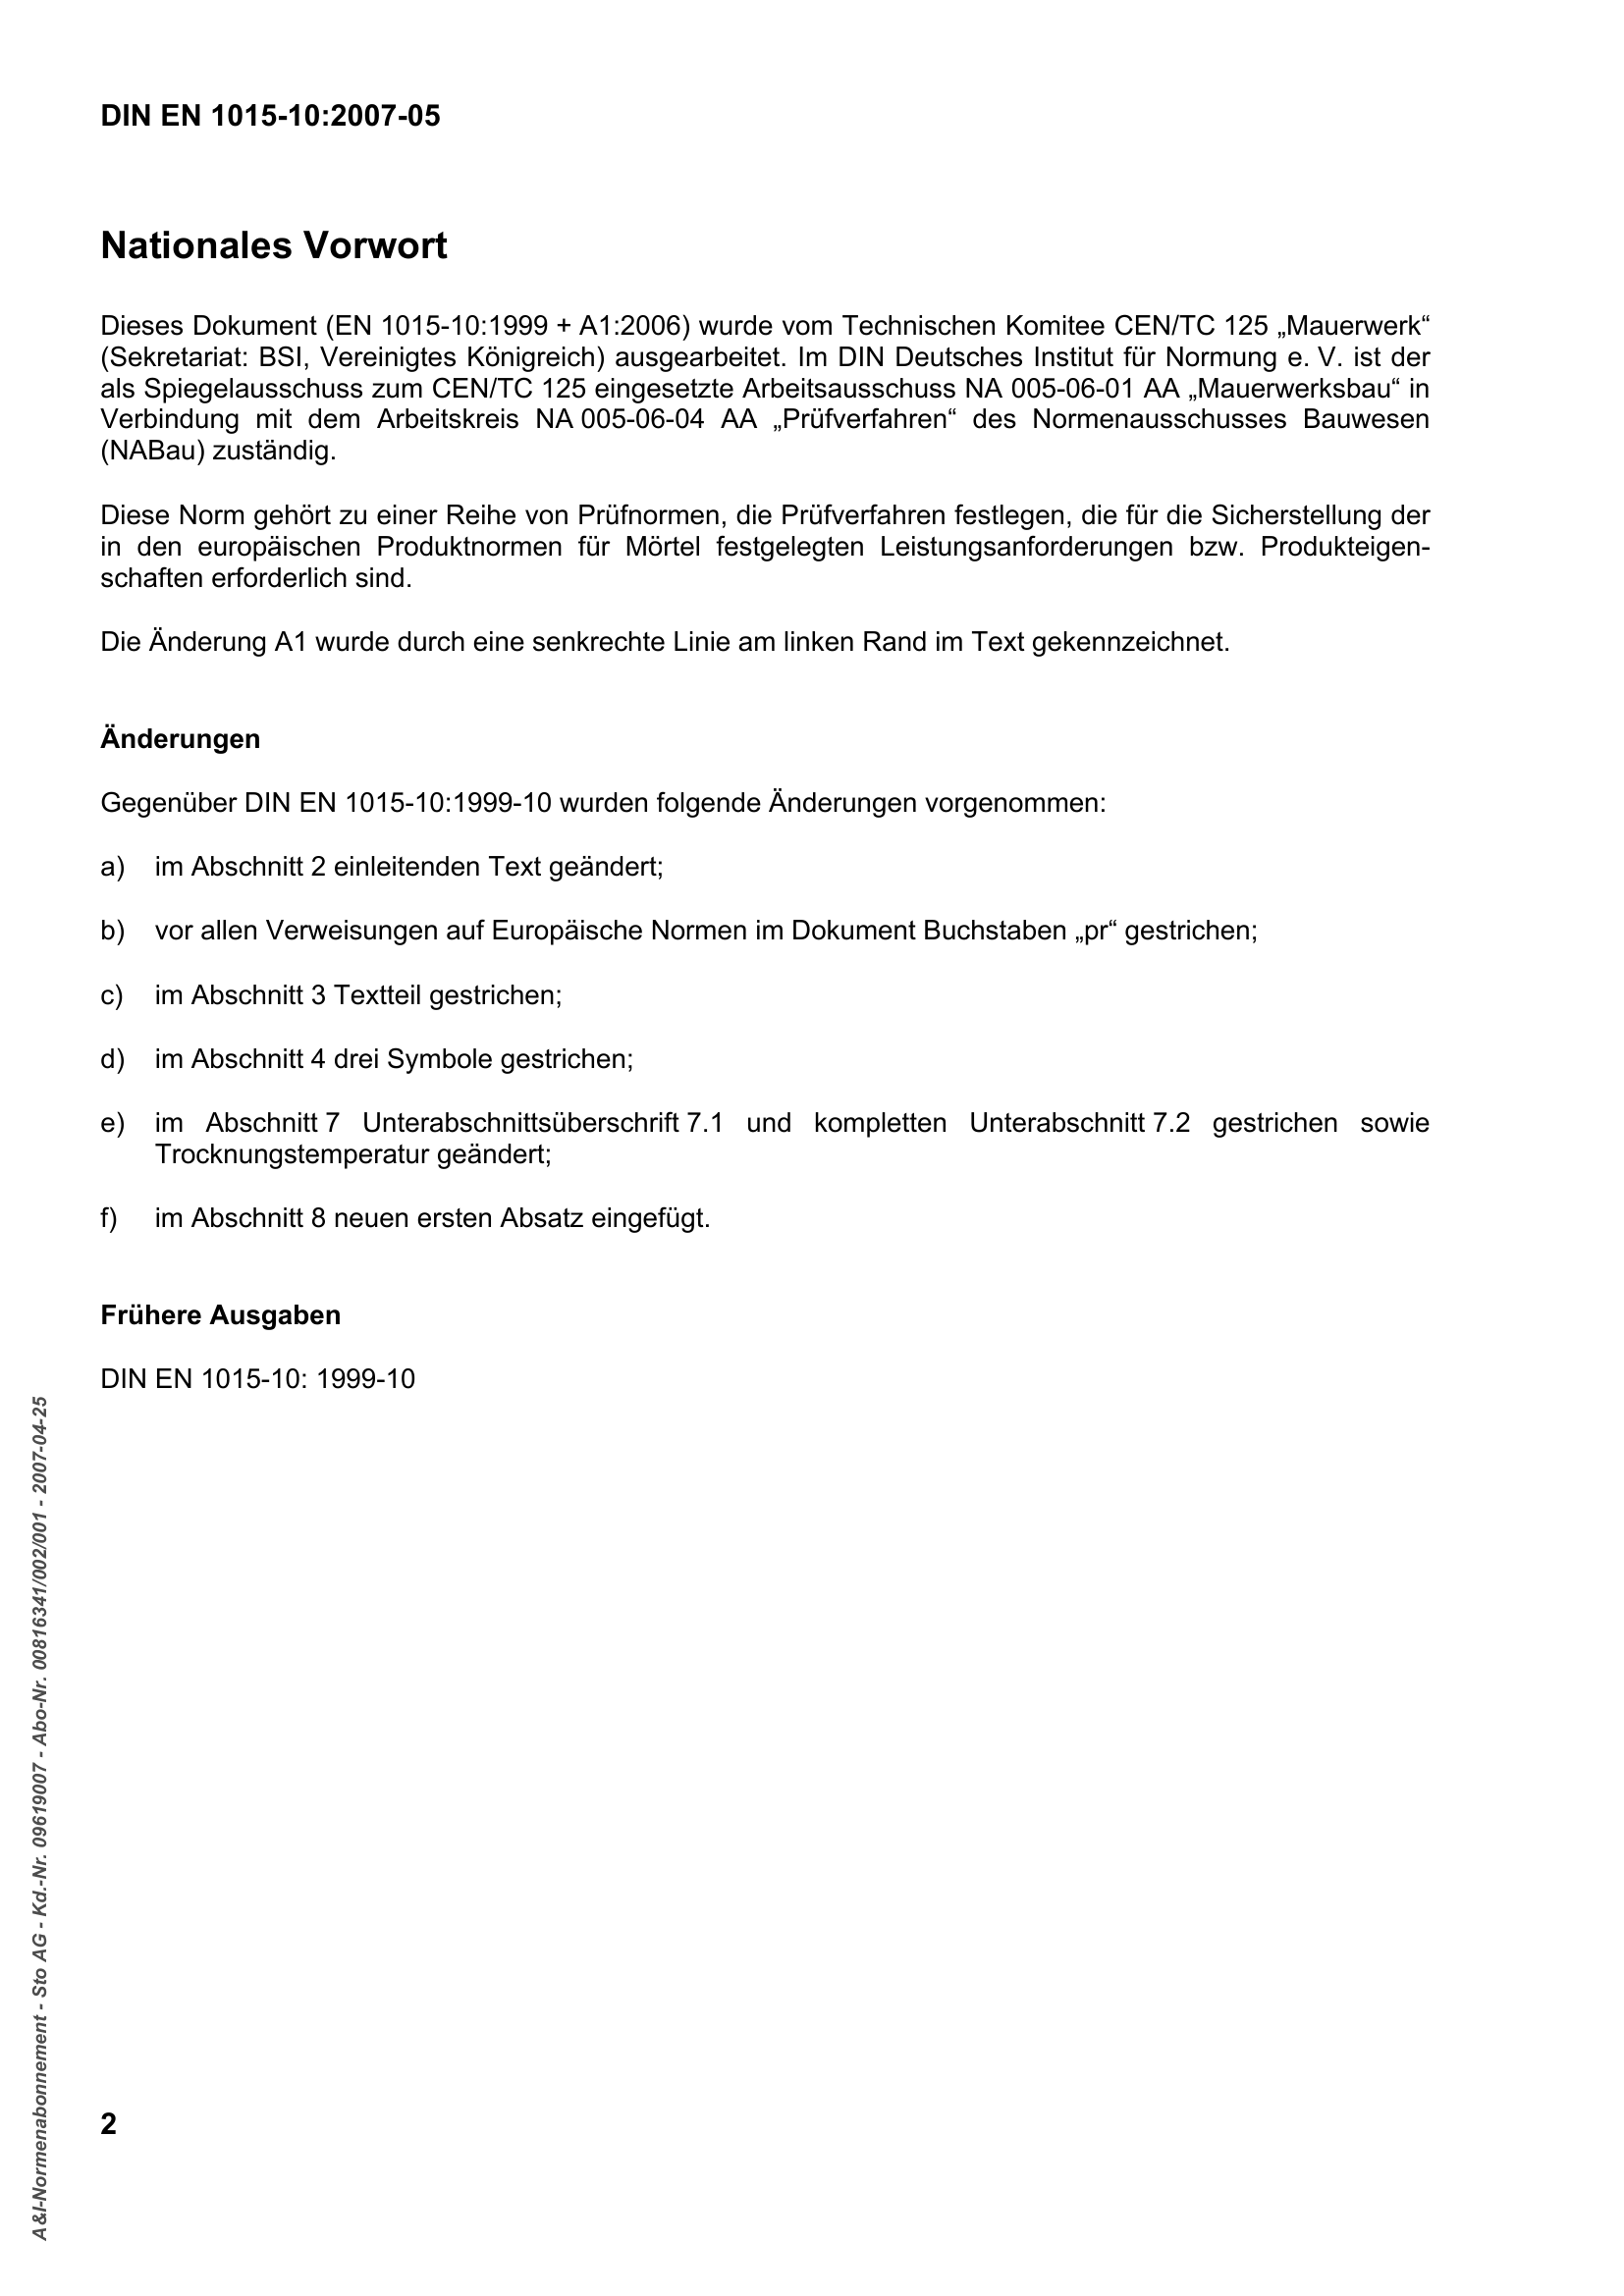 DIN EN 1015-10:2007-05
Nationales Vorwort
Dieses Dokument (EN 1015-10:1999 + A1:2006) wurde vom Technischen Komitee CEN/TC 125 „Mauerwerk“
(Sekretariat: BSI, Vereinigtes Königreich) ausgearbeitet. Im DIN Deutsches Institut für Normung e. V. ist der
als Spiegelausschuss zum CEN/TC 125 eingesetzte Arbeitsausschuss NA 005-06-01 AA „Mauerwerksbau“ in
Verbindung mit dem Arbeitskreis NA 005-06-04 AA „Prüfverfahren“ des Normenausschusses Bauwesen
(NABau) zuständig.
Diese Norm gehört zu einer Reihe von Prüfnormen, die Prüfverfahren festlegen, die für die Sicherstellung der
in den europäischen Produktnormen für Mörtel festgelegten Leistungsanforderungen bzw. Produkteigen-
schaften erforderlich sind.
Die Änderung A1 wurde durch eine senkrechte Linie am linken Rand im Text gekennzeichnet.
Änderungen
Gegenüber DIN EN 1015-10:1999-10 wurden folgende Änderungen vorgenommen:
a) im Abschnitt 2 einleitenden Text geändert;
b) vor allen Verweisungen auf Europäische Normen im Dokument Buchstaben „pr“ gestrichen;
c) im Abschnitt 3 Textteil gestrichen;
d) im Abschnitt 4 drei Symbole gestrichen;
e) im Abschnitt 7 Unterabschnittsüberschrift 7.1 und kompletten Unterabschnitt 7.2 gestrichen sowie
Trocknungstemperatur geändert;
f) im Abschnitt 8 neuen ersten Absatz eingefügt.
Frühere Ausgaben
DIN EN 1015-10: 1999-10
A&I-Normenabonnement - Sto AG - Kd.-Nr. 09619007 - Abo-Nr. 00816341/002/001 - 2007-04-25
2